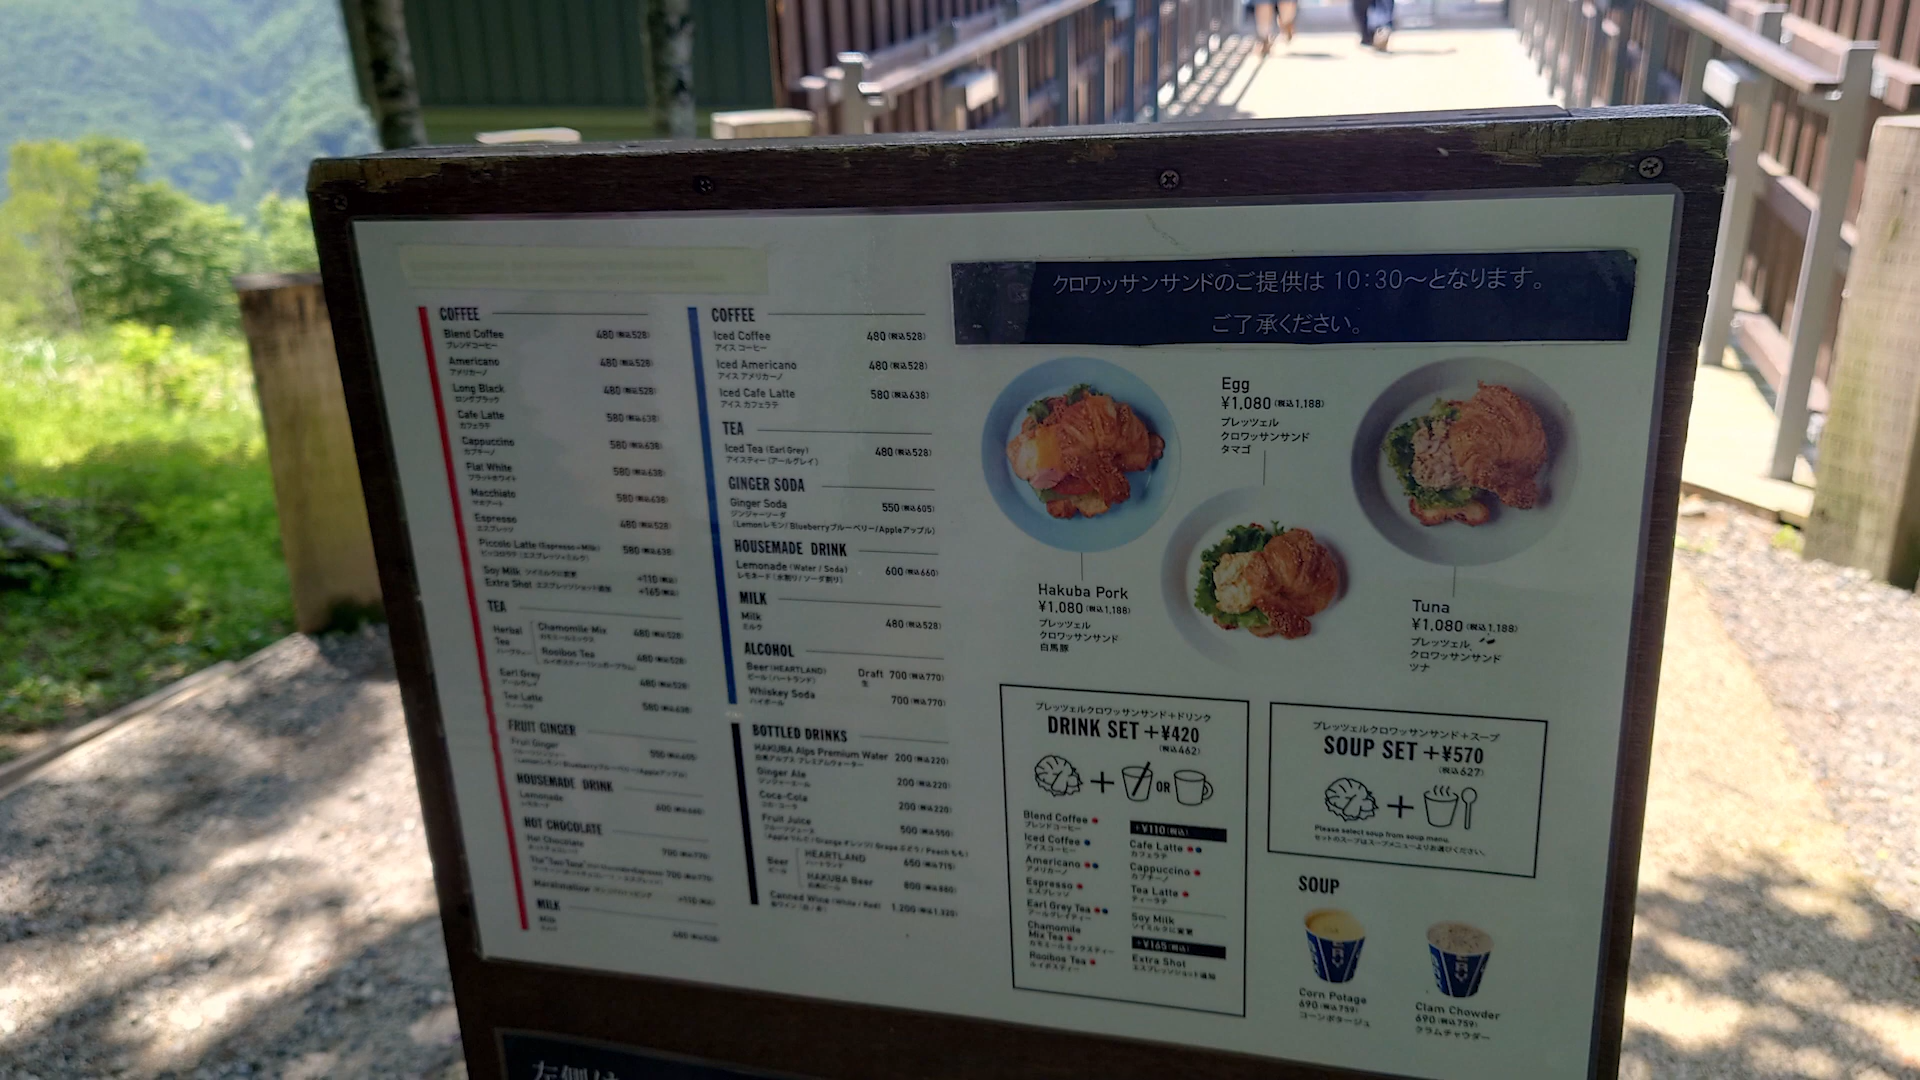 COFFEE
Blend Coffee 480 (税込528)
ブレンドコーヒー
Americano 480 (税込528)
アメリカーノ
Long Black 480 (税込528)
ロングブラック
Cafe Latte 580 (税込638)
カフェラテ
Cappuccino 580 (税込638)
カプチーノ
Flat White 580 (税込638)
フラットホワイト
Macchiato 580 (税込638)
マキアート
Espresso 480 (税込528)
エスプレッソ
Piccolo Latte (Espresso+Milk) 580 (税込638)
ピッコロラテ (エスプレッソ+ミルク)
Soy Milk ソイミルクに変更 +110 (税込)
Extra Shot エスプレッソショット追加 +165 (税込)
TEA
Herbal Tea
ハーブティー
Chamomile Mix 480 (税込528)
カモミールミックス
Rooibos Tea 480 (税込528)
Earl Grey 480 (税込528)
アールグレイ
Tea Latte 580 (税込638)
ティーラテ
FRUIT GINGER
Fruit Ginger 550 (税込605)
フルーツジンジャー
(Lemonレモン/Blueberryブルーベリー/Appleアップル)
HOUSEMADE DRINK
Lemonade 600 (税込660)
レモネード
HOT CHOCOLATE
Hot Chocolate 700 (税込770)
ホットチョコレート
700 (税込770)
Marshmallow +110 (税込)
MILK
Milk 480 (税込528)
ミルク
COFFEE
Iced Coffee 480 (税込528)
アイス コーヒー
Iced Americano 480 (税込528)
アイス アメリカーノ
Iced Cafe Latte 580 (税込638)
アイス カフェラテ
TEA
Iced Tea (Earl Grey) 480 (税込528)
アイスティー (アールグレイ)
GINGER SODA
Ginger Soda 550 (税込605)
ジンジャーソーダ
(Lemonレモン/Blueberryブルーベリー/Appleアップル)
HOUSEMADE DRINK
Lemonade (Water / Soda) 600 (税込660)
レモネード (水割り/ソーダ割り)
MILK
Milk 480 (税込528)
ミルク
ALCOHOL
Beer (HEARTLAND) Draft 700 (税込770)
ビール (ハートランド) 生
Whiskey Soda 700 (税込770)
ハイボール
BOTTLED DRINKS
HAKUBA Alps Premium Water 200 (税込220)
白馬アルプス プレミアムウォーター
Ginger Ale 200 (税込220)
ジンジャーエール
Coca-Cola 200 (税込220)
コカ・コーラ
Fruit Juice 500 (税込550)
フルーツジュース
(Appleりんご/Orangeオレンジ/Grapeぶどう/Peachもも)
Beer
ビール
HEARTLAND 650 (税込715)
ハートランド
HAKUBA Beer 800 (税込880)
白馬ビール
Canned Wine (White / Red) 1,200 (税込1,320)
缶ワイン (白/赤)
クロワッサンサンドのご提供は 10:30～となります。
ご了承ください。
Hakuba Pork
¥1,080 (税込1,188)
プレッツェル
クロワッサンサンド
白馬豚
Egg
¥1,080 (税込1,188)
プレッツェル
クロワッサンサンド
タマゴ
Tuna
¥1,080 (税込1,188)
プレッツェル
クロワッサンサンド
ツナ
プレッツェルクロワッサンサンド+ドリンク
DRINK SET +¥420
(税込462)
+ OR
Blend Coffee
ブレンドコーヒー
Iced Coffee
アイスコーヒー
Americano
アメリカーノ
Espresso
エスプレッソ
Earl Grey Tea
アールグレイティー
Chamomile
Mix Tea
カモミールミックスティー
Rooibos Tea
ルイボスティー
+¥110 (税込)
Cafe Latte
カフェラテ
Cappuccino
カプチーノ
Tea Latte
ティーラテ
Soy Milk
ソイミルクに変更
+¥165 (税込)
Extra Shot
エスプレッソショット追加
プレッツェルクロワッサンサンド+スープ
SOUP SET +¥570
(税込627)
+
Please select soup from soup menu.
セットのスープはスープメニューよりお選びください。
SOUP
Corn Potage
690 (税込759)
コーンポタージュ
Clam Chowder
690 (税込759)
クラムチャウダー
左側は